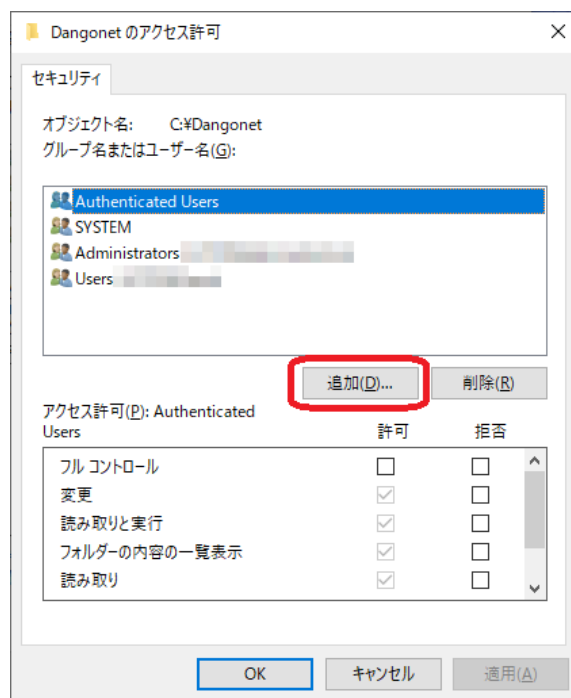 Dangonet のアクセス許可
セキュリティ
オブジェクト名: C:¥Dangonet
グループ名またはユーザー名(G):
Authenticated Users
SYSTEM
Administrators
Users
追加(D)...
削除(R)
アクセス許可(P): Authenticated
Users
許可
拒否
フル コントロール
変更
読み取りと実行
フォルダーの内容の一覧表示
読み取り
OK
キャンセル
適用(A)